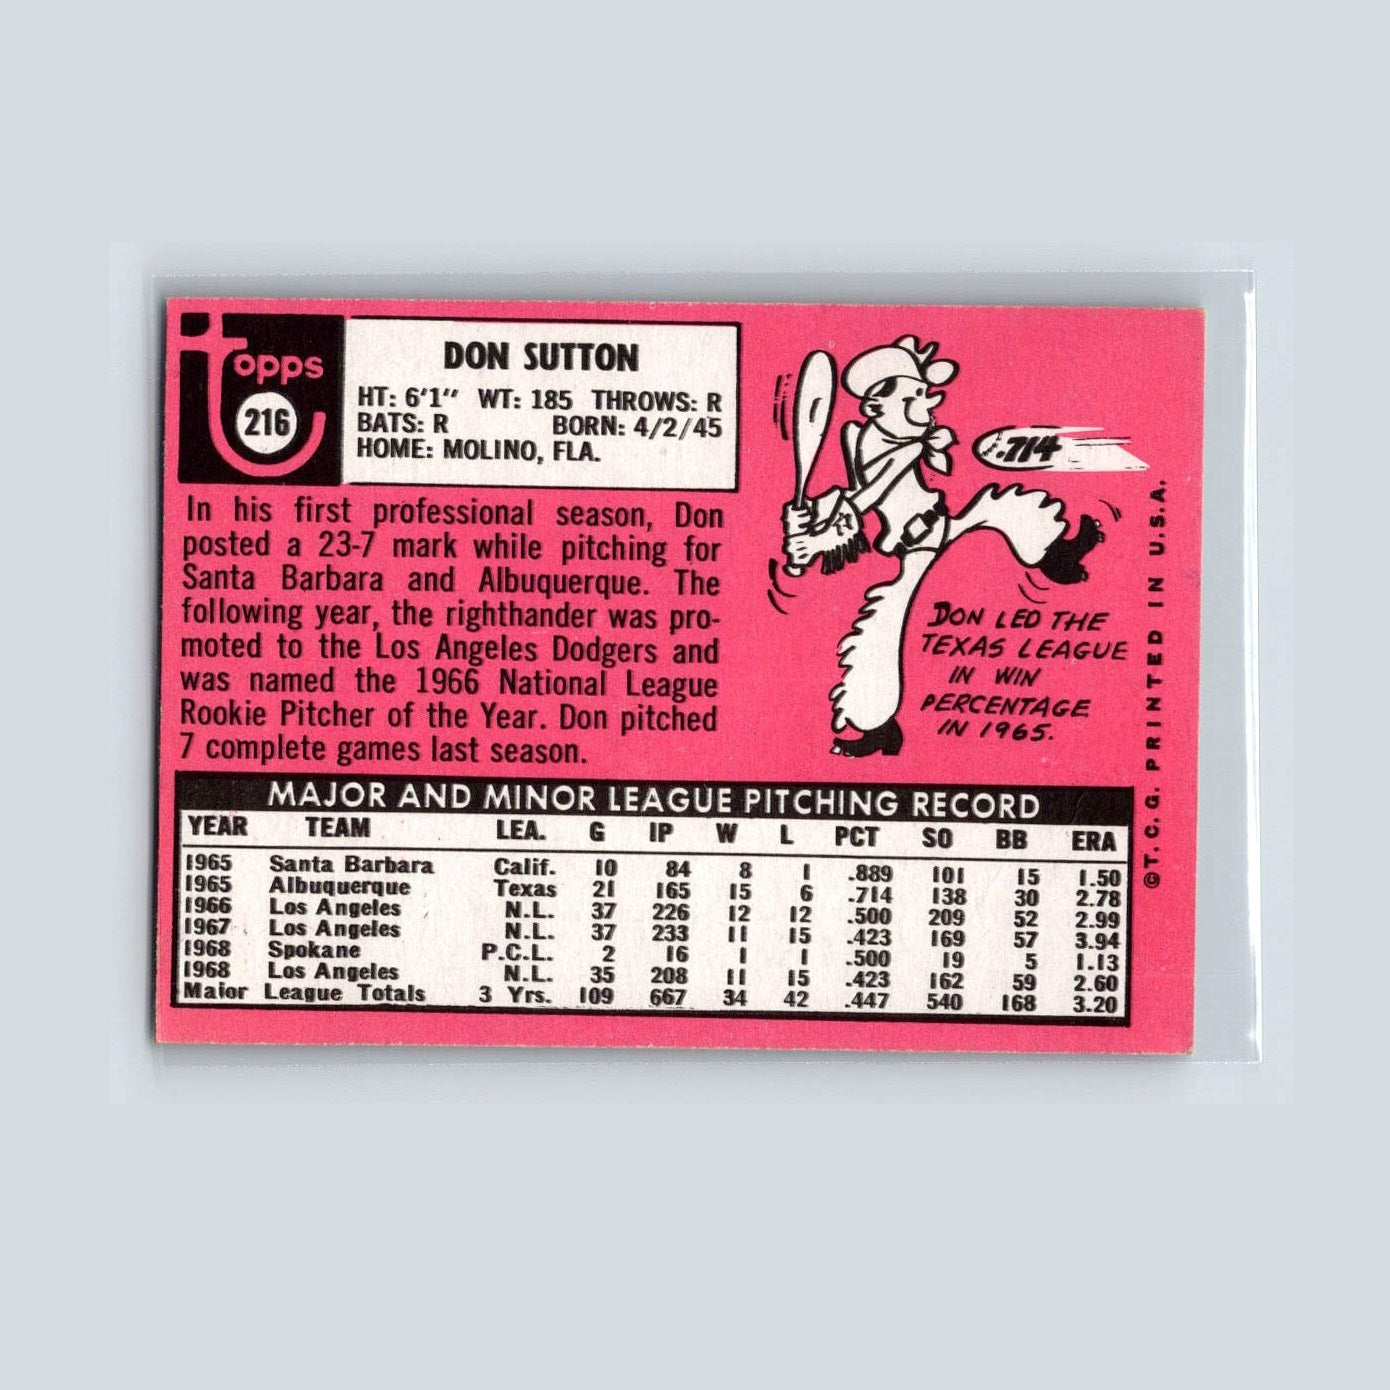 Topps
216
DON SUTTON
HT: 6'1" WT: 185 THROWS: R
BATS: R BORN: 4/2/45
HOME: MOLINO, FLA.
In his first professional season, Don
posted a 23-7 mark while pitching for
Santa Barbara and Albuquerque. The
following year, the righthander was pro-
moted to the Los Angeles Dodgers and
was named the 1966 National League
Rookie Pitcher of the Year. Don pitched
7 complete games last season.
.714
DON LED THE
TEXAS LEAGUE
IN WIN
PERCENTAGE
IN 1965.
©T.C.G. PRINTED IN U.S.A.
MAJOR AND MINOR LEAGUE PITCHING RECORD
YEAR TEAM LEA. G IP W L PCT SO BB ERA
1965 Santa Barbara Calif. 10 84 8 1 .889 101 15 1.50
1965 Albuquerque Texas 21 165 15 6 .714 138 30 2.78
1966 Los Angeles N.L. 37 226 12 12 .500 209 52 2.99
1967 Los Angeles N.L. 37 233 11 15 .423 169 57 3.94
1968 Spokane P.C.L. 2 16 1 1 .500 19 5 1.13
1968 Los Angeles N.L. 35 208 11 15 .423 162 59 2.60
Major League Totals 3 Yrs. 109 667 34 42 .447 540 168 3.20